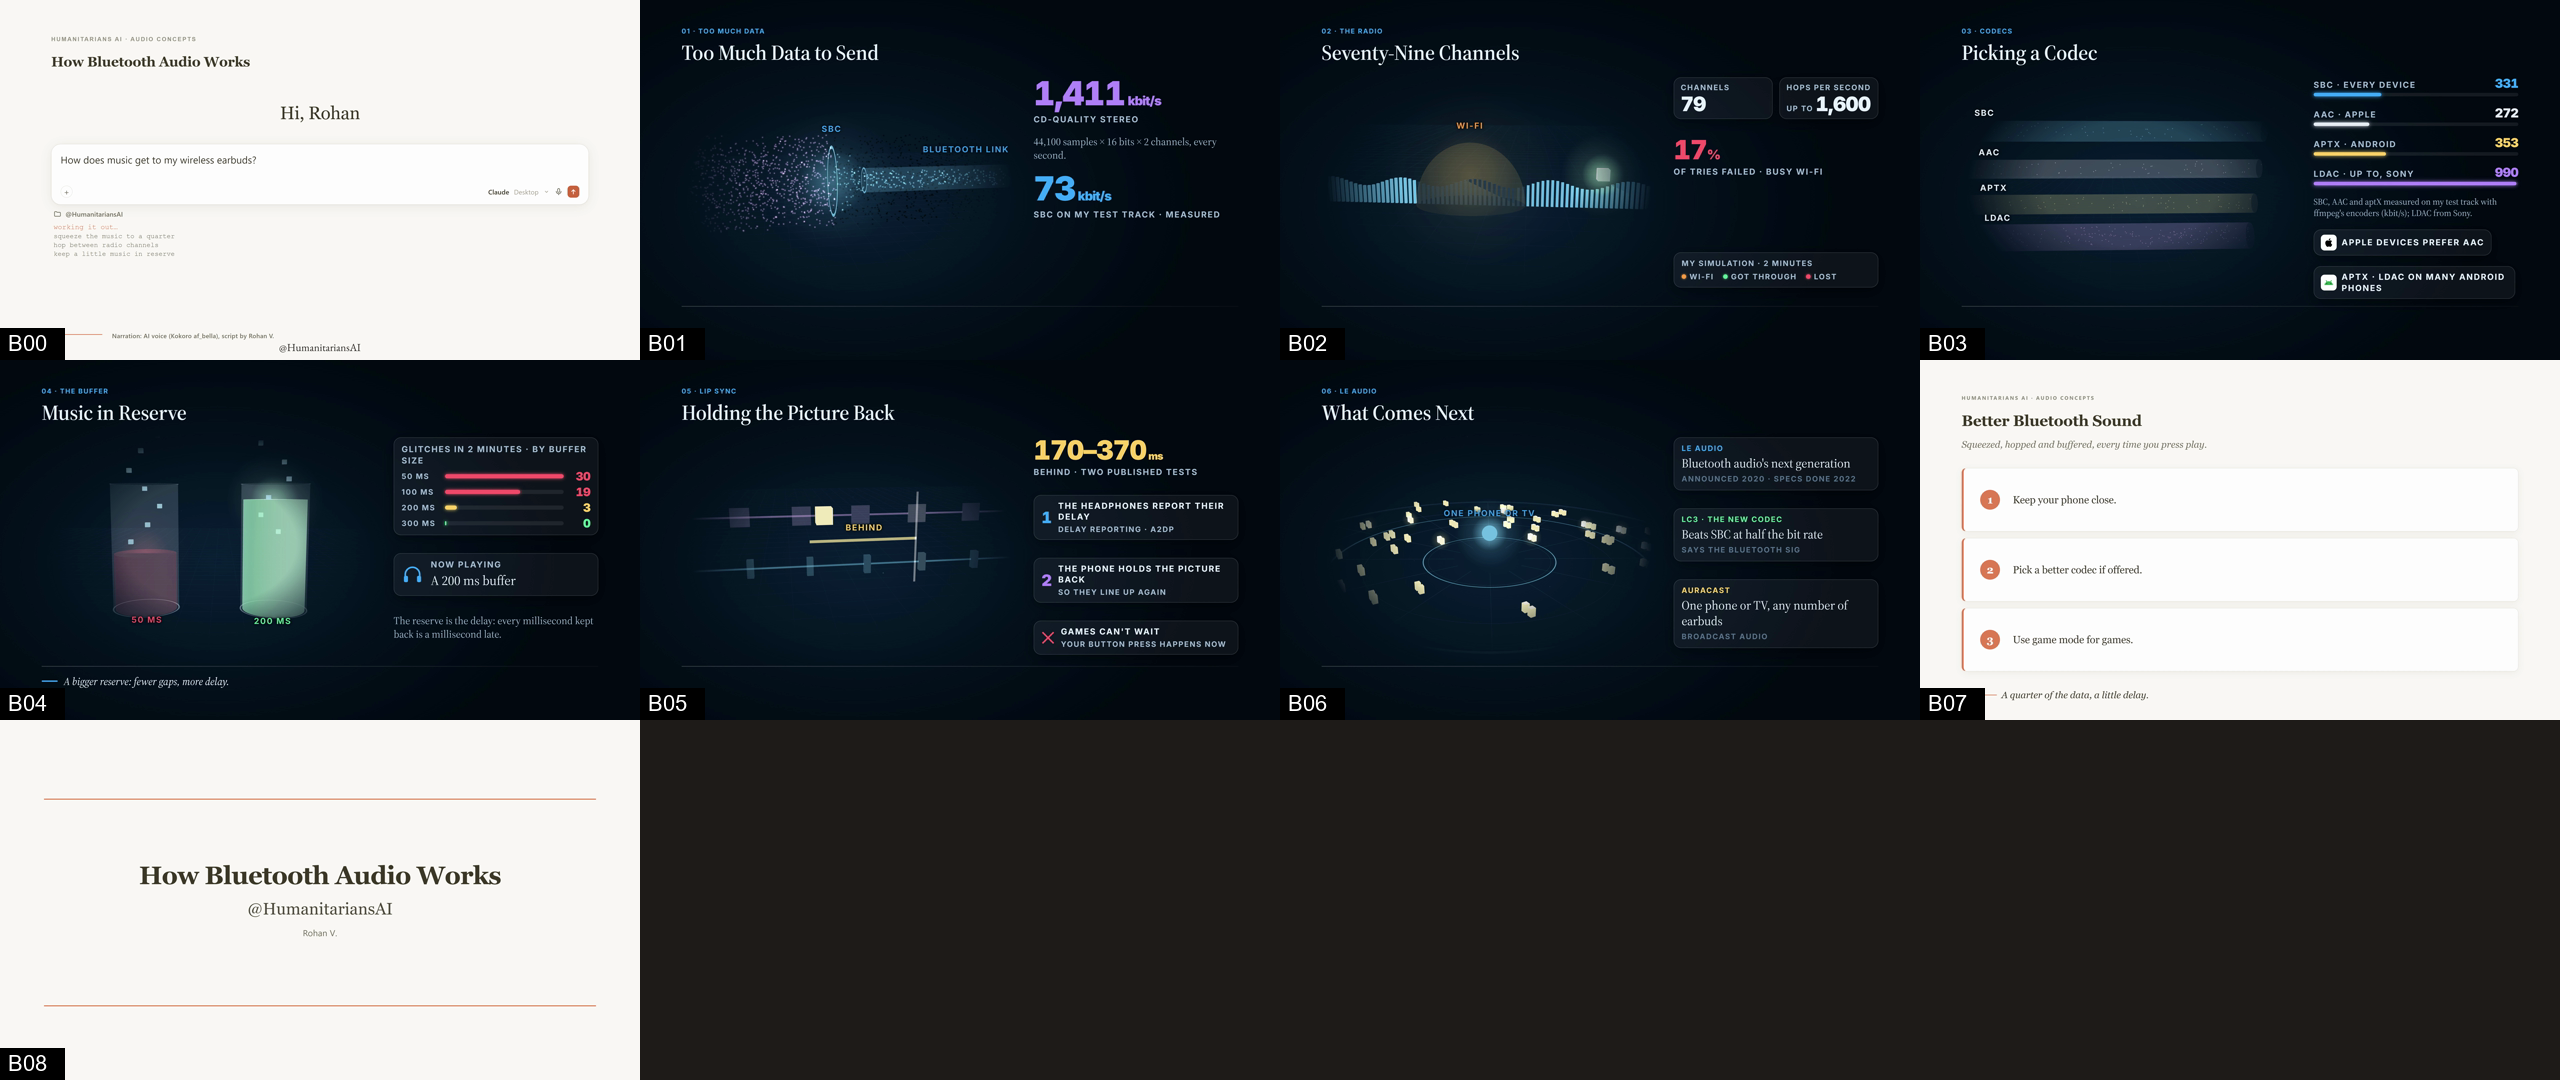 HUMANITARIANS AI · AUDIO CONCEPTS
How Bluetooth Audio Works
Hi, Rohan
How does music get to my wireless earbuds?
+
Claude Desktop
@HumanitariansAI
working it out…
squeeze the music to a quarter
hop between radio channels
keep a little music in reserve
Narration: AI voice (Kokoro af_bella), script by Rohan V.
@HumanitariansAI
B00
01 · TOO MUCH DATA
Too Much Data to Send
SBC
BLUETOOTH LINK
1,411 kbit/s
CD-QUALITY STEREO
44,100 samples × 16 bits × 2 channels, every
second.
73 kbit/s
SBC ON MY TEST TRACK · MEASURED
B01
02 · THE RADIO
Seventy-Nine Channels
WI-FI
CHANNELS
79
HOPS PER SECOND
UP TO 1,600
17%
OF TRIES FAILED · BUSY WI-FI
MY SIMULATION · 2 MINUTES
WI-FI GOT THROUGH LOST
B02
03 · CODECS
Picking a Codec
SBC
AAC
APTX
LDAC
SBC · EVERY DEVICE 331
AAC · APPLE 272
APTX · ANDROID 353
LDAC · UP TO, SONY 990
SBC, AAC and aptX measured on my test track with
ffmpeg's encoders (kbit/s); LDAC from Sony.
APPLE DEVICES PREFER AAC
APTX · LDAC ON MANY ANDROID
PHONES
B03
04 · THE BUFFER
Music in Reserve
50 MS
200 MS
GLITCHES IN 2 MINUTES · BY BUFFER
SIZE
50 MS 30
100 MS 19
200 MS 3
300 MS 0
NOW PLAYING
A 200 ms buffer
The reserve is the delay: every millisecond kept
back is a millisecond late.
A bigger reserve: fewer gaps, more delay.
B04
05 · LIP SYNC
Holding the Picture Back
BEHIND
170–370 ms
BEHIND · TWO PUBLISHED TESTS
1 THE HEADPHONES REPORT THEIR
DELAY
DELAY REPORTING · A2DP
2 THE PHONE HOLDS THE PICTURE
BACK
SO THEY LINE UP AGAIN
GAMES CAN'T WAIT
YOUR BUTTON PRESS HAPPENS NOW
B05
06 · LE AUDIO
What Comes Next
ONE PHONE OR TV
LE AUDIO
Bluetooth audio's next generation
ANNOUNCED 2020 · SPECS DONE 2022
LC3 · THE NEW CODEC
Beats SBC at half the bit rate
SAYS THE BLUETOOTH SIG
AURACAST
One phone or TV, any number of
earbuds
BROADCAST AUDIO
B06
HUMANITARIANS AI · AUDIO CONCEPTS
Better Bluetooth Sound
Squeezed, hopped and buffered, every time you press play.
1 Keep your phone close.
2 Pick a better codec if offered.
3 Use game mode for games.
A quarter of the data, a little delay.
B07
How Bluetooth Audio Works
@HumanitariansAI
Rohan V.
B08